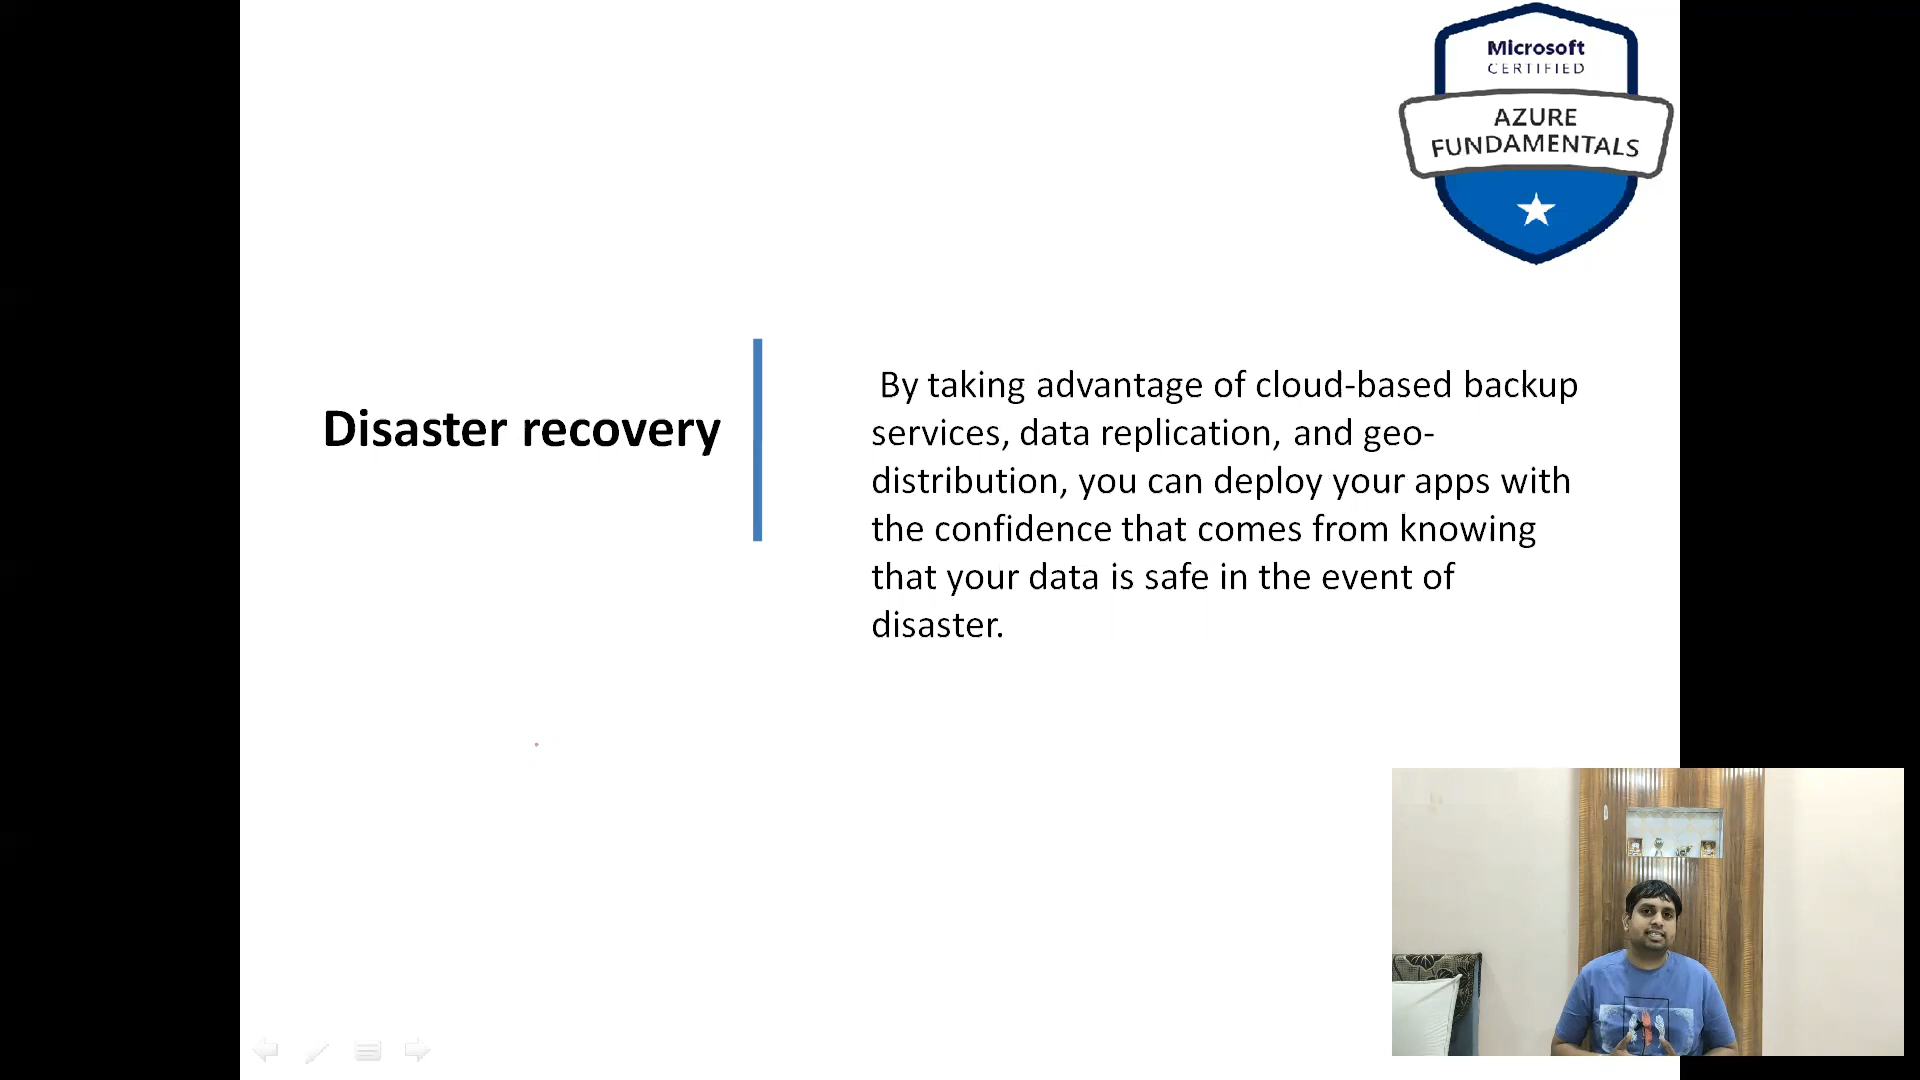 Microsoft
CERTIFIED
AZURE
FUNDAMENTALS
Disaster recovery
By taking advantage of cloud-based backup
services, data replication, and geo-
distribution, you can deploy your apps with
the confidence that comes from knowing
that your data is safe in the event of
disaster.